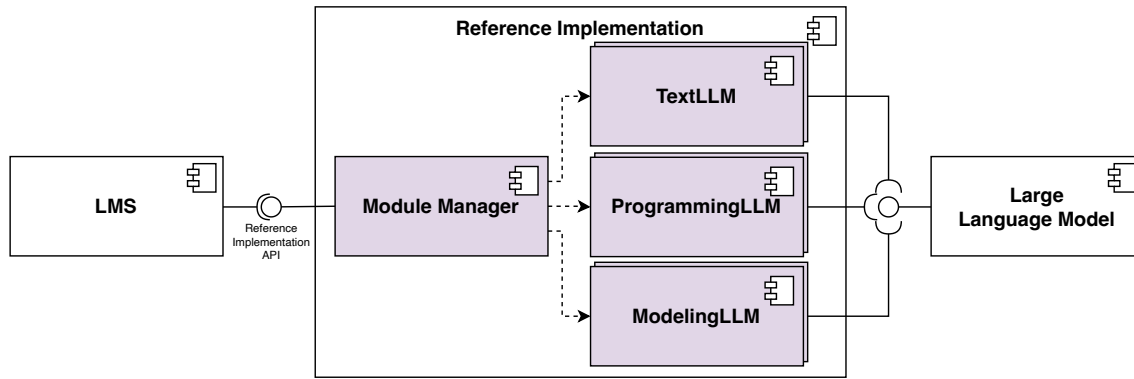 Reference Implementation
TextLLM
LMS
Reference
Implementation
API
Module Manager
ProgrammingLLM
Large
Language Model
ModelingLLM